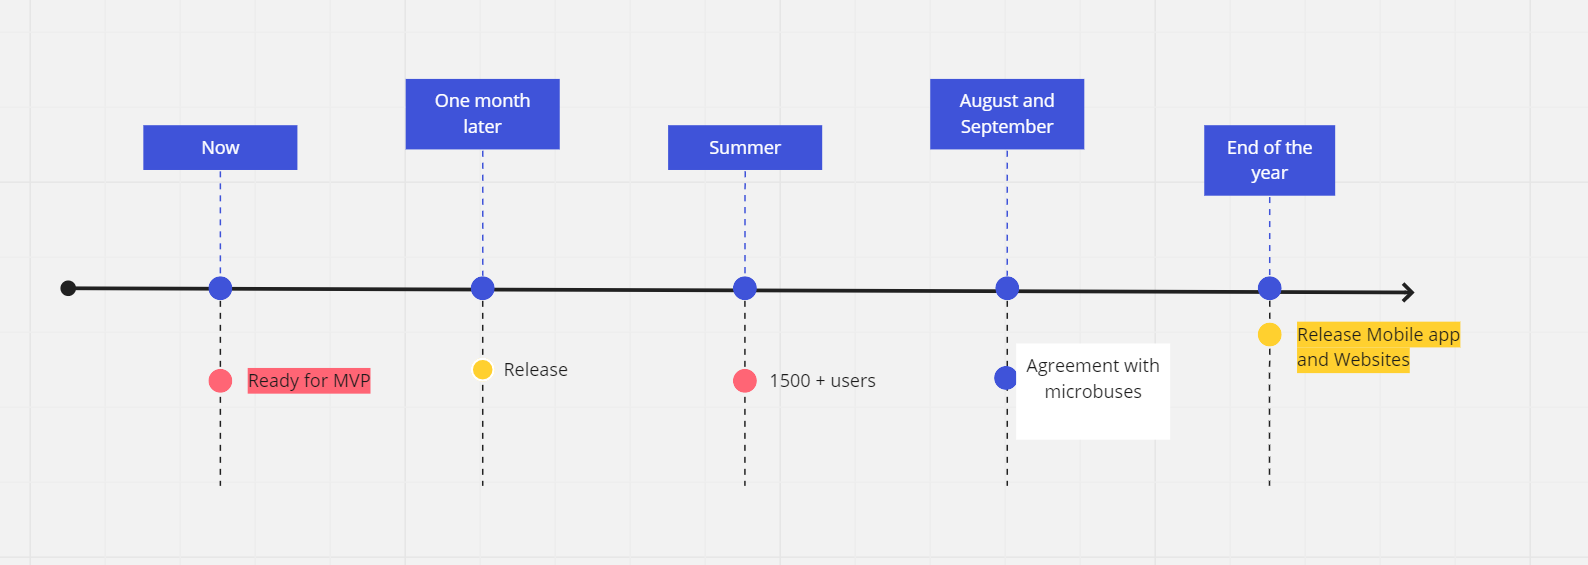 Now
One month
later
Summer
August and
September
End of the
year
Ready for MVP
Release
1500 + users
Agreement with
microbuses
Release Mobile app
and Websites